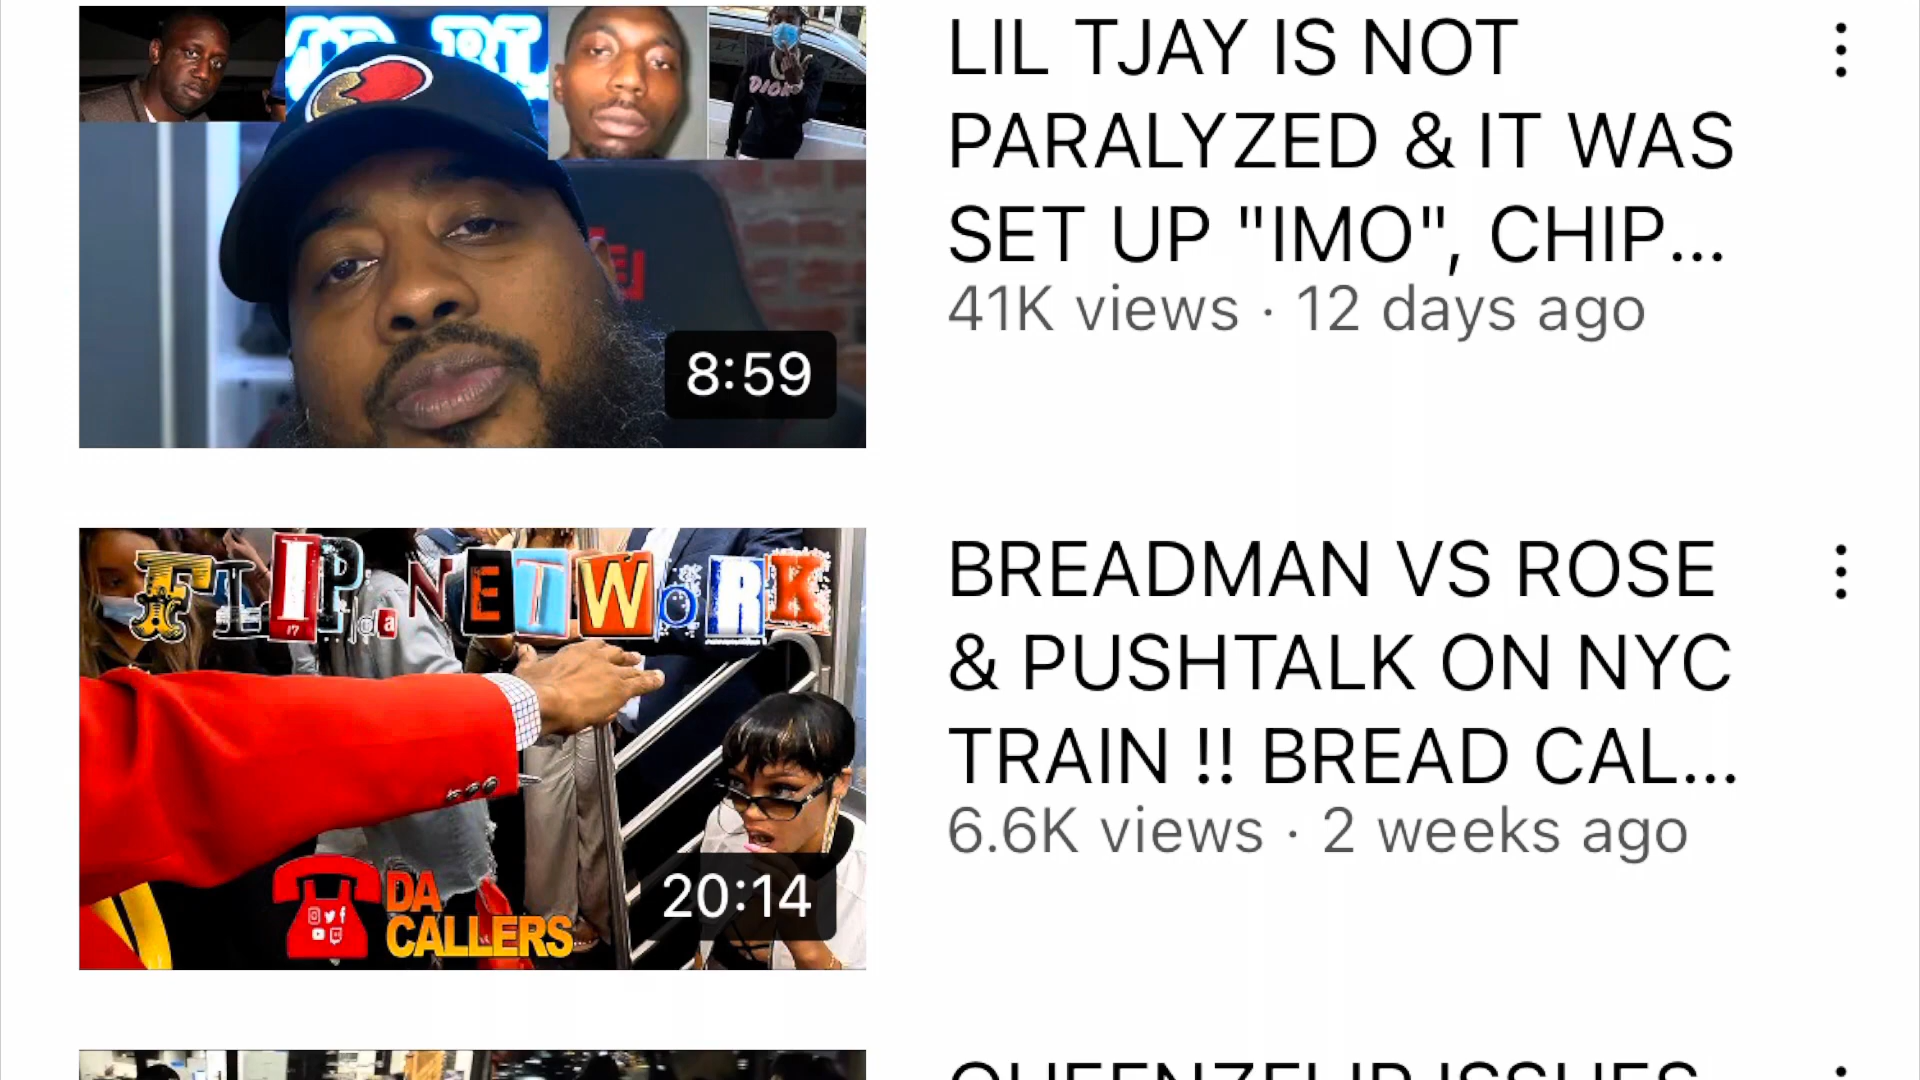 LIL TJAY IS NOT
PARALYZED & IT WAS
SET UP "IMO", CHIP...
41K views · 12 days ago
8:59
FLIP da NETWORK
BREADMAN VS ROSE
& PUSHTALK ON NYC
TRAIN !! BREAD CAL...
6.6K views · 2 weeks ago
DA
CALLERS
20:14